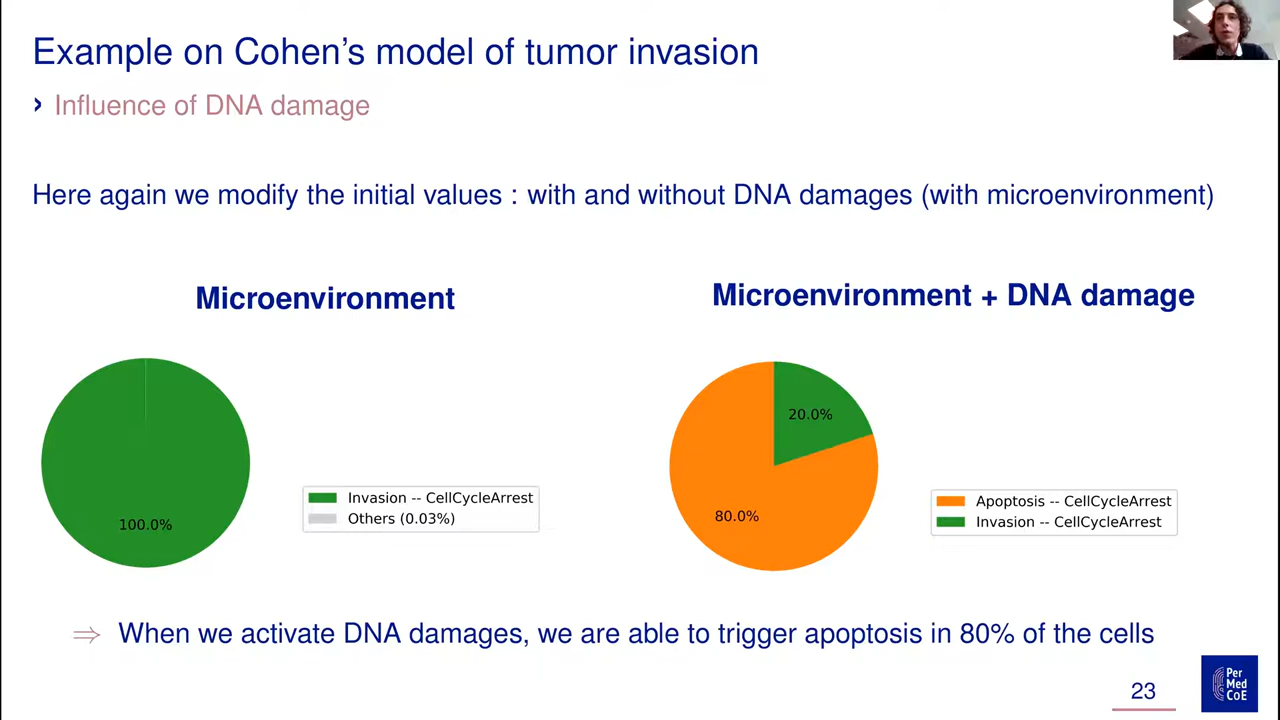 Example on Cohen's model of tumor invasion
› Influence of DNA damage
Here again we modify the initial values : with and without DNA damages (with microenvironment)
Microenvironment
Microenvironment + DNA damage
100.0%
Invasion -- CellCycleArrest
Others (0.03%)
20.0%
80.0%
Apoptosis -- CellCycleArrest
Invasion -- CellCycleArrest
⇒ When we activate DNA damages, we are able to trigger apoptosis in 80% of the cells
23
Per
Med
CoE